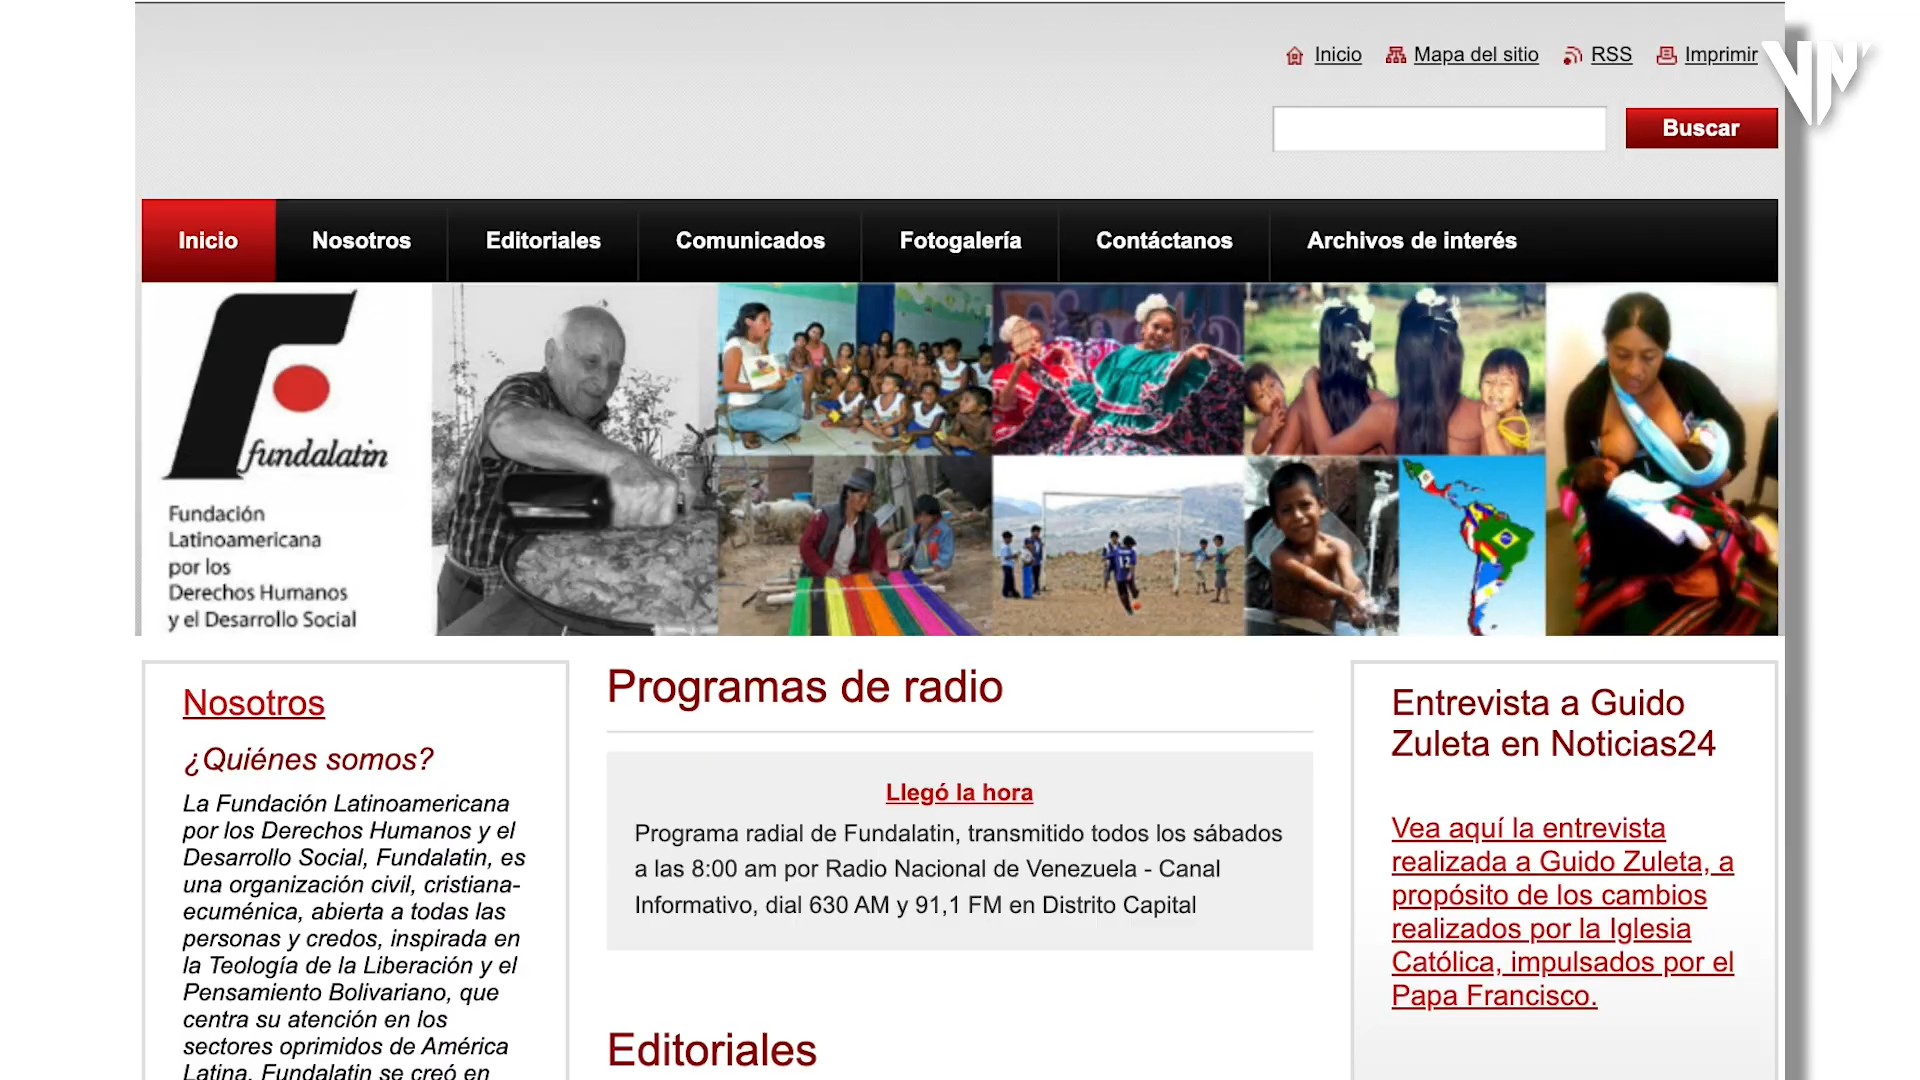 Inicio
Mapa del sitio
RSS
Imprimir
VN
Buscar
Inicio
Nosotros
Editoriales
Comunicados
Fotogalería
Contáctanos
Archivos de interés
fundalatin
Fundación
Latinoamericana
por los
Derechos Humanos
y el Desarrollo Social
12
Nosotros
¿Quiénes somos?
La Fundación Latinoamericana
por los Derechos Humanos y el
Desarrollo Social, Fundalatin, es
una organización civil, cristiana-
ecuménica, abierta a todas las
personas y credos, inspirada en
la Teología de la Liberación y el
Pensamiento Bolivariano, que
centra su atención en los
sectores oprimidos de América
Latina. Fundalatin se creó en
Programas de radio
Llegó la hora
Programa radial de Fundalatin, transmitido todos los sábados
a las 8:00 am por Radio Nacional de Venezuela - Canal
Informativo, dial 630 AM y 91,1 FM en Distrito Capital
Editoriales
Entrevista a Guido
Zuleta en Noticias24
Vea aquí la entrevista
realizada a Guido Zuleta, a
propósito de los cambios
realizados por la Iglesia
Católica, impulsados por el
Papa Francisco.